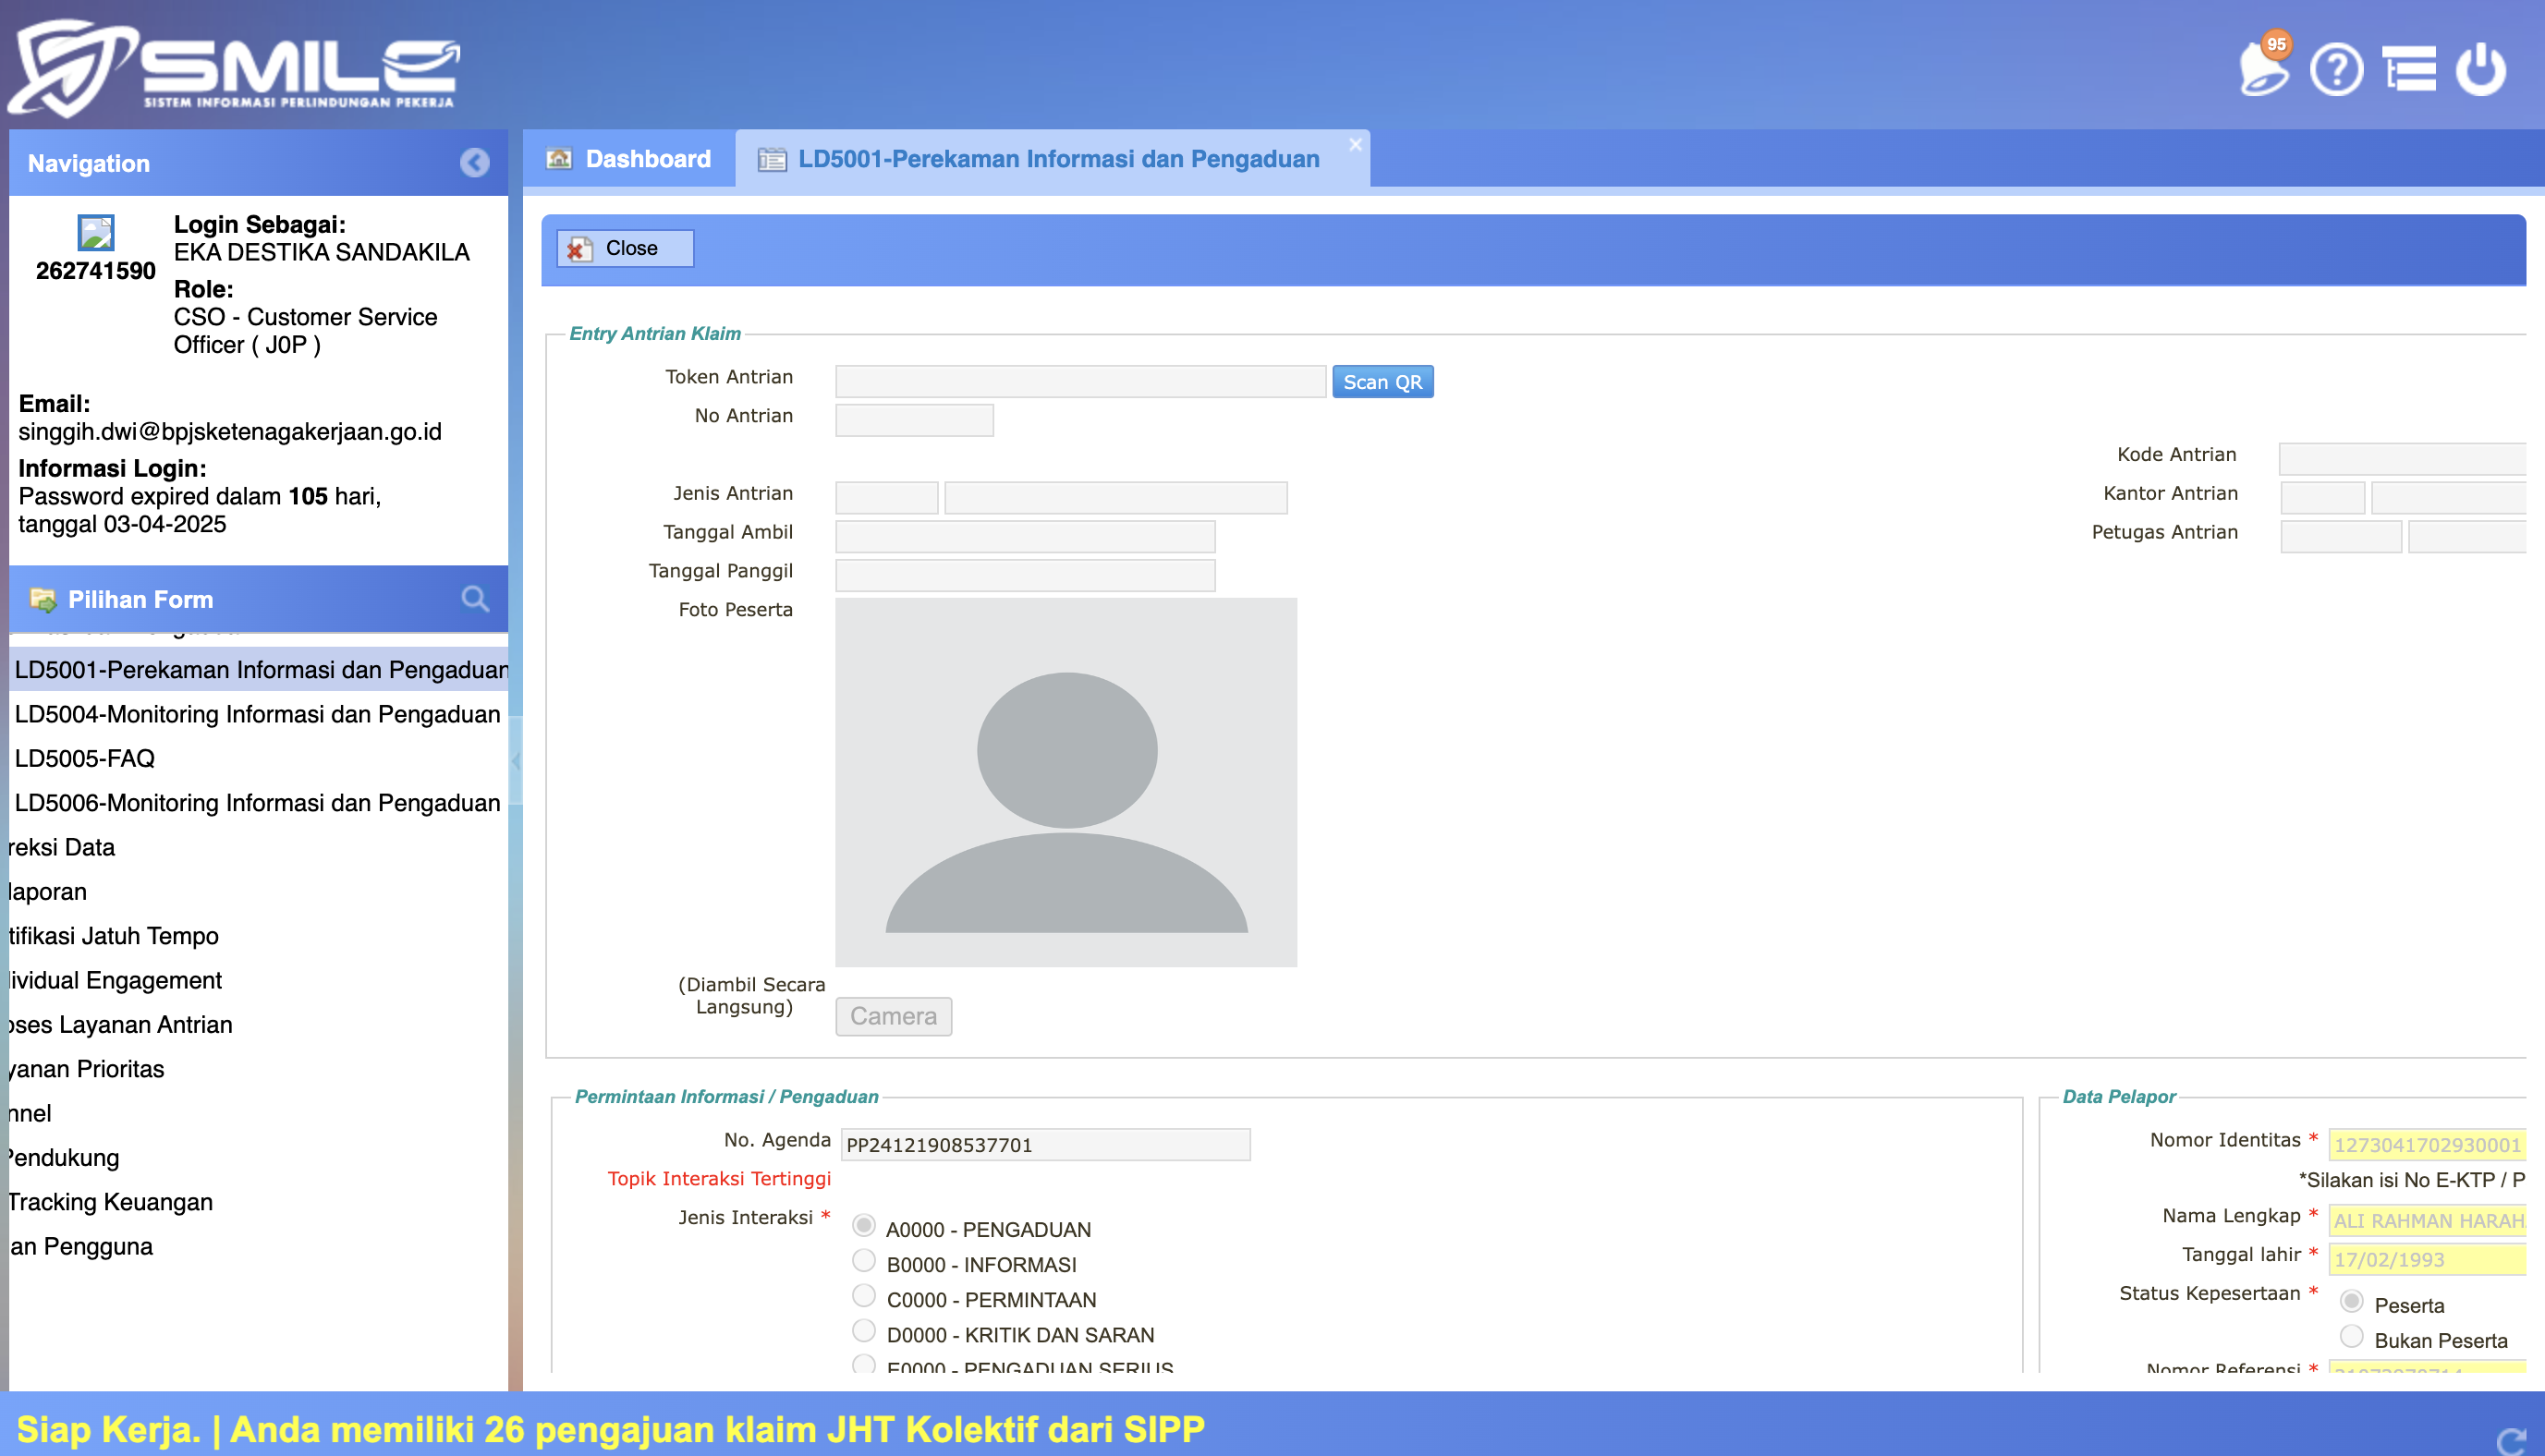 SMILE
SISTEM INFORMASI PERLINDUNGAN PEKERJA
95
Navigation
262741590
Login Sebagai:
EKA DESTIKA SANDAKILA
Role:
CSO - Customer Service
Officer ( J0P )
Email:
singgih.dwi@bpjsketenagakerjaan.go.id
Informasi Login:
Password expired dalam 105 hari,
tanggal 03-04-2025
Pilihan Form
LD5001-Perekaman Informasi dan Pengaduan
LD5004-Monitoring Informasi dan Pengaduan
LD5005-FAQ
LD5006-Monitoring Informasi dan Pengaduan
reksi Data
laporan
tifikasi Jatuh Tempo
ividual Engagement
oses Layanan Antrian
yanan Prioritas
nnel
Pendukung
Tracking Keuangan
an Pengguna
Dashboard
LD5001-Perekaman Informasi dan Pengaduan
Close
Entry Antrian Klaim
Token Antrian
Scan QR
No Antrian
Kode Antrian
Jenis Antrian
Kantor Antrian
Tanggal Ambil
Petugas Antrian
Tanggal Panggil
Foto Peserta
(Diambil Secara
Langsung)
Camera
Permintaan Informasi / Pengaduan
No. Agenda PP24121908537701
Topik Interaksi Tertinggi
Jenis Interaksi *
A0000 - PENGADUAN
B0000 - INFORMASI
C0000 - PERMINTAAN
D0000 - KRITIK DAN SARAN
E0000 - PENGADUAN SERIUS
Data Pelapor
Nomor Identitas * 1273041702930001
*Silakan isi No E-KTP / P
Nama Lengkap * ALI RAHMAN HARAH
Tanggal lahir * 17/02/1993
Status Kepesertaan *
Peserta
Bukan Peserta
Nomor Referensi *
Siap Kerja. | Anda memiliki 26 pengajuan klaim JHT Kolektif dari SIPP